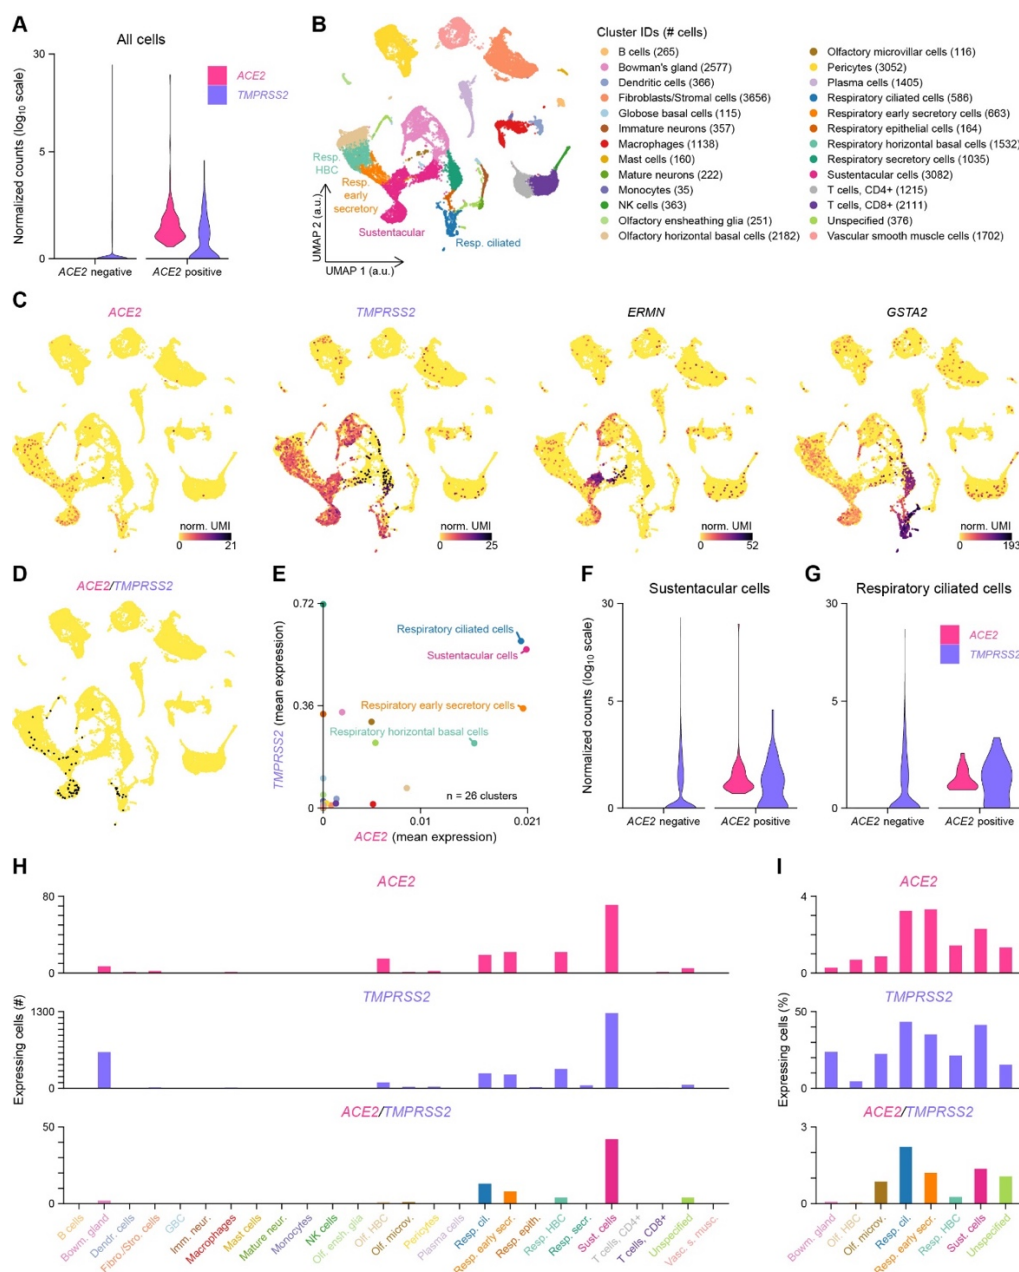 A
All cells
30
ACE2
TMPRSS2
Normalized counts (log10 scale)
5
0
ACE2 negative
ACE2 positive
B
Resp.
HBC
Resp.
early
secretory
Sustentacular
Resp. ciliated
UMAP 2 (a.u.)
UMAP 1 (a.u.)
Cluster IDs (# cells)
B cells (265)
Bowman's gland (2577)
Dendritic cells (366)
Fibroblasts/Stromal cells (3656)
Globose basal cells (115)
Immature neurons (357)
Macrophages (1138)
Mast cells (160)
Mature neurons (222)
Monocytes (35)
NK cells (363)
Olfactory ensheathing glia (251)
Olfactory horizontal basal cells (2182)
Olfactory microvillar cells (116)
Pericytes (3052)
Plasma cells (1405)
Respiratory ciliated cells (586)
Respiratory early secretory cells (663)
Respiratory epithelial cells (164)
Respiratory horizontal basal cells (1532)
Respiratory secretory cells (1035)
Sustentacular cells (3082)
T cells, CD4+ (1215)
T cells, CD8+ (2111)
Unspecified (376)
Vascular smooth muscle cells (1702)
C
ACE2
norm. UMI
0 21
TMPRSS2
norm. UMI
0 25
ERMN
norm. UMI
0 52
GSTA2
norm. UMI
0 193
D
ACE2/TMPRSS2
E
0.72
0.36
0
TMPRSS2 (mean expression)
Respiratory ciliated cells
Sustentacular cells
Respiratory early secretory cells
Respiratory horizontal basal cells
n = 26 clusters
0 0.011 0.021
ACE2 (mean expression)
F
Sustentacular cells
30
5
0
Normalized counts (log10 scale)
ACE2 negative
ACE2 positive
G
Respiratory ciliated cells
30
5
0
ACE2
TMPRSS2
ACE2 negative
ACE2 positive
H
ACE2
80
0
TMPRSS2
1300
0
Expressing cells (#)
ACE2/TMPRSS2
50
0
B cells
Bowm. gland
Dendr. cells
Fibro./Stro. cells
GBC
Imm. neur.
Macrophages
Mast cells
Mature neur.
Monocytes
NK cells
Olf. ensh. glia
Olf. HBC
Olf. microv.
Pericytes
Plasma cells
Resp. cil.
Resp. early secr.
Resp. epith.
Resp. HBC
Resp. secr.
Sust. cells
T cells, CD4+
T cells, CD8+
Unspecified
Vasc. s. musc.
I
ACE2
4
0
TMPRSS2
50
0
Expressing cells (%)
ACE2/TMPRSS2
3
0
Bowm. gland
Olf. HBC
Olf. microv.
Resp. cil.
Resp. early secr.
Resp. HBC
Sust. cells
Unspecified